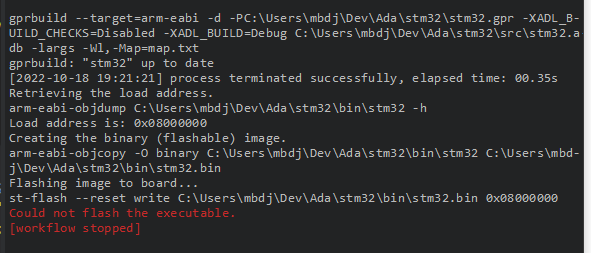 gprbuild --target=arm-eabi -d -PC:\Users\mbdj\Dev\Ada\stm32\stm32.gpr -XADL_B-
UILD_CHECKS=Disabled -XADL_BUILD=Debug C:\Users\mbdj\Dev\Ada\stm32\src\stm32.a
db -largs -Wl,-Map=map.txt
gprbuild: "stm32" up to date
[2022-10-18 19:21:21] process terminated successfully, elapsed time: 00.35s
Retrieving the load address.
arm-eabi-objdump C:\Users\mbdj\Dev\Ada\stm32\bin\stm32 -h
Load address is: 0x08000000
Creating the binary (flashable) image.
arm-eabi-objcopy -O binary C:\Users\mbdj\Dev\Ada\stm32\bin\stm32 C:\Users\mbd-
j\Dev\Ada\stm32\bin\stm32.bin
Flashing image to board...
st-flash --reset write C:\Users\mbdj\Dev\Ada\stm32\bin\stm32.bin 0x08000000
Could not flash the executable.
[workflow stopped]